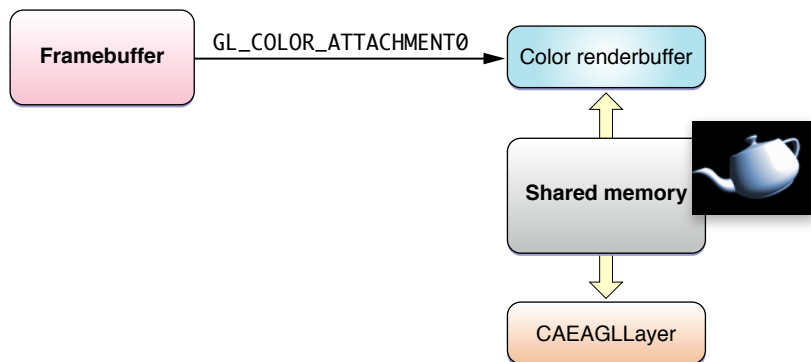 Framebuffer
GL_COLOR_ATTACHMENT0
Color renderbuffer
Shared memory
CAEAGLLayer